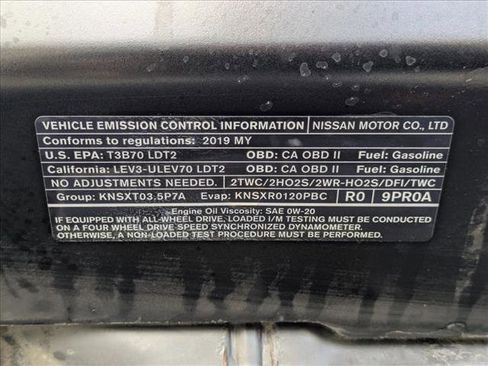 VEHICLE EMISSION CONTROL INFORMATION NISSAN MOTOR CO., LTD
Conforms to regulations: 2019 MY
U.S. EPA: T3B70 LDT2 OBD: CA OBD II Fuel: Gasoline
California: LEV3-ULEV70 LDT2 OBD: CA OBD II Fuel: Gasoline
NO ADJUSTMENTS NEEDED. 2TWC/2HO2S/2WR-HO2S/DFI/TWC
Group: KNSXT03.5P7A Evap: KNSXR0120PBC R0 9PR0A
Engine Oil Viscosity: SAE 0W-20
IF EQUIPPED WITH ALL-WHEEL DRIVE, LOADED I/M TESTING MUST BE CONDUCTED
ON A FOUR WHEEL DRIVE SPEED SYNCHRONIZED DYNAMOMETER.
OTHERWISE, A NON-LOADED TEST PROCEDURE MUST BE CONDUCTED.